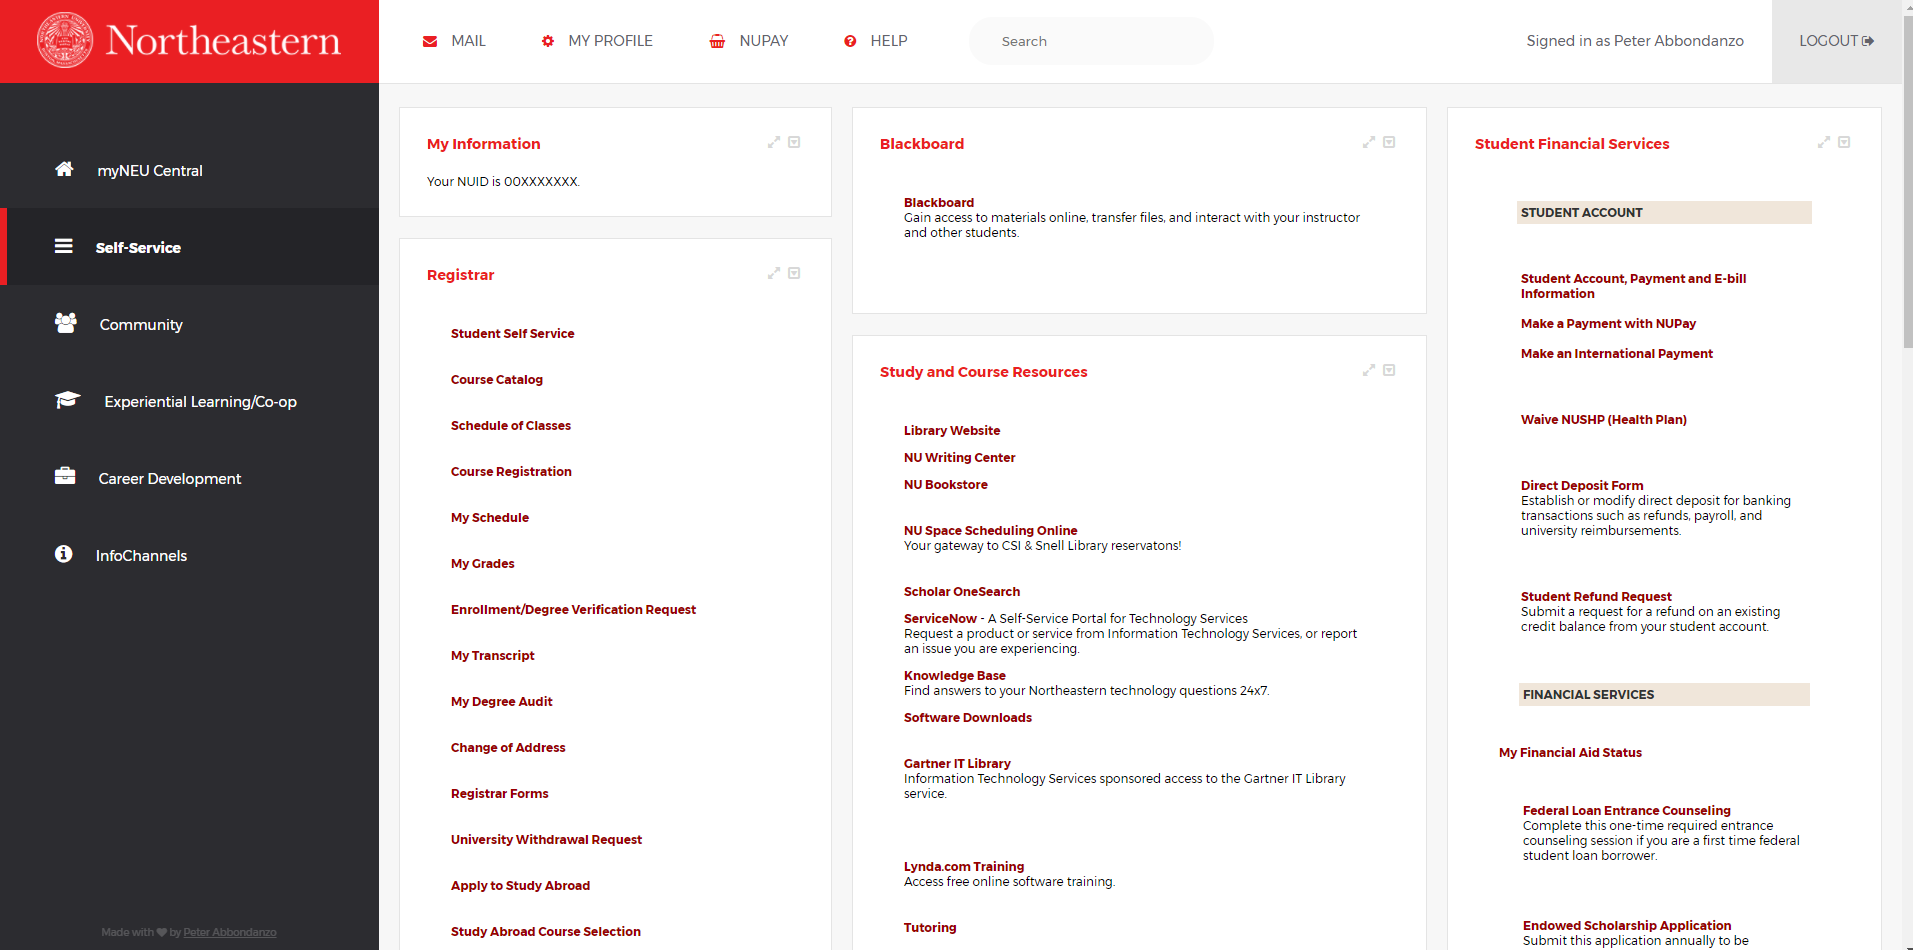 Northeastern
MAIL
MY PROFILE
NUPAY
HELP
Search
Signed in as Peter Abbondanzo
LOGOUT
myNEU Central
Self-Service
Community
Experiential Learning/Co-op
Career Development
InfoChannels
Made with ♥ by Peter Abbondanzo
My Information
Your NUID is 00XXXXXXX.
Registrar
Student Self Service
Course Catalog
Schedule of Classes
Course Registration
My Schedule
My Grades
Enrollment/Degree Verification Request
My Transcript
My Degree Audit
Change of Address
Registrar Forms
University Withdrawal Request
Apply to Study Abroad
Study Abroad Course Selection
Blackboard
Blackboard
Gain access to materials online, transfer files, and interact with your instructor
and other students.
Study and Course Resources
Library Website
NU Writing Center
NU Bookstore
NU Space Scheduling Online
Your gateway to CSI & Snell Library reservatons!
Scholar OneSearch
ServiceNow - A Self-Service Portal for Technology Services
Request a product or service from Information Technology Services, or report
an issue you are experiencing.
Knowledge Base
Find answers to your Northeastern technology questions 24x7.
Software Downloads
Gartner IT Library
Information Technology Services sponsored access to the Gartner IT Library
service.
Lynda.com Training
Access free online software training.
Tutoring
Student Financial Services
STUDENT ACCOUNT
Student Account, Payment and E-bill
Information
Make a Payment with NUPay
Make an International Payment
Waive NUSHP (Health Plan)
Direct Deposit Form
Establish or modify direct deposit for banking
transactions such as refunds, payroll, and
university reimbursements.
Student Refund Request
Submit a request for a refund on an existing
credit balance from your student account.
FINANCIAL SERVICES
My Financial Aid Status
Federal Loan Entrance Counseling
Complete this one-time required entrance
counseling session if you are a first time federal
student loan borrower.
Endowed Scholarship Application
Submit this application annually to be